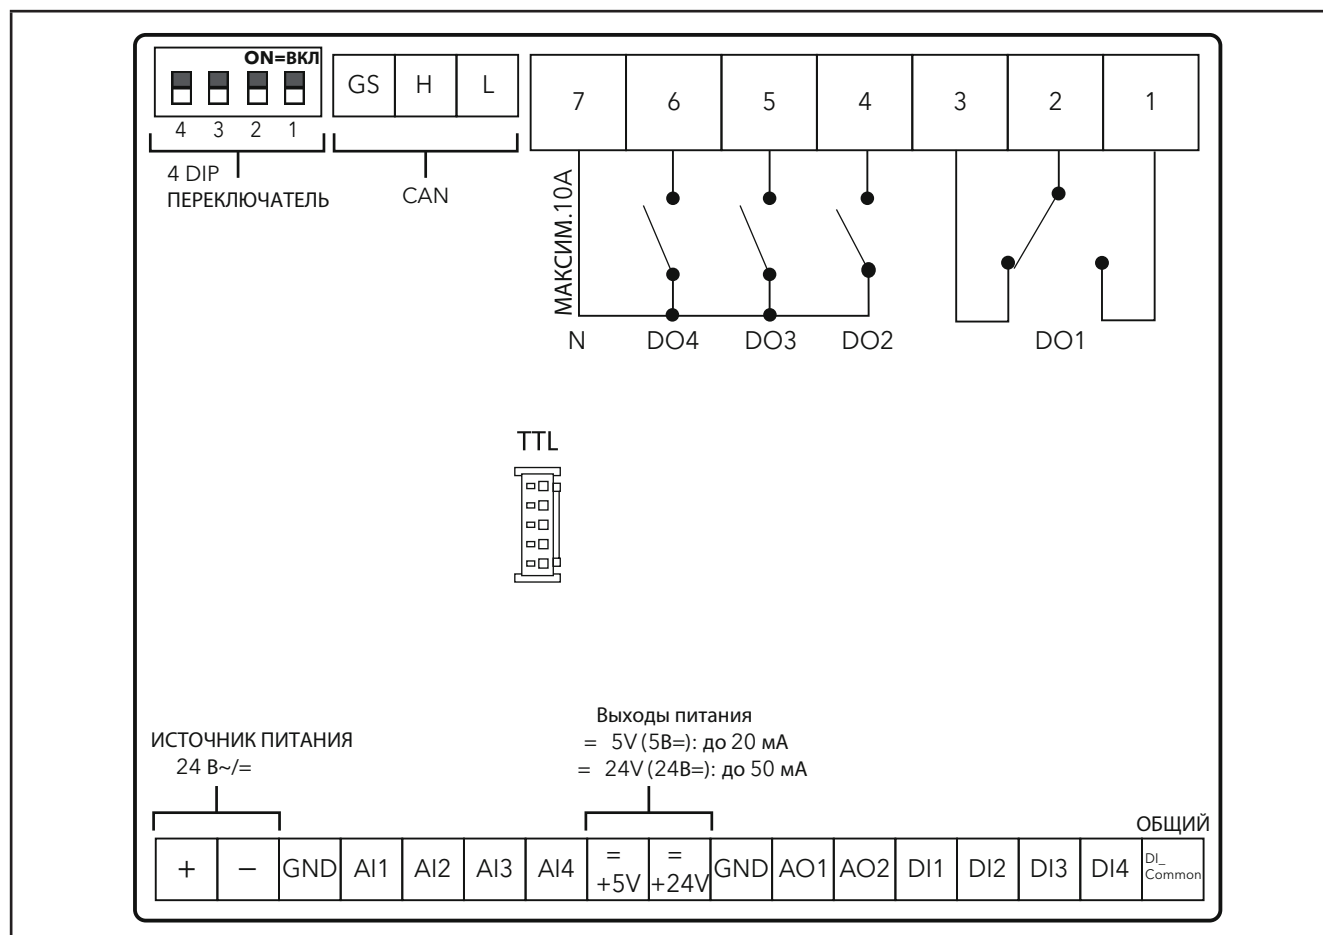 ON=ВКЛ
4 3 2 1
4 DIP
ПЕРЕКЛЮЧАТЕЛЬ
GS H L
CAN
7 6 5 4 3 2 1
МАКСИМ.10А
N DO4 DO3 DO2 DO1
TTL
ИСТОЧНИК ПИТАНИЯ
24 В~/=
Выходы питания
= 5V (5В=): до 20 мА
= 24V (24В=): до 50 мА
ОБЩИЙ
+ − GND AI1 AI2 AI3 AI4 = +5V = +24V GND AO1 AO2 DI1 DI2 DI3 DI4 DI_ Common